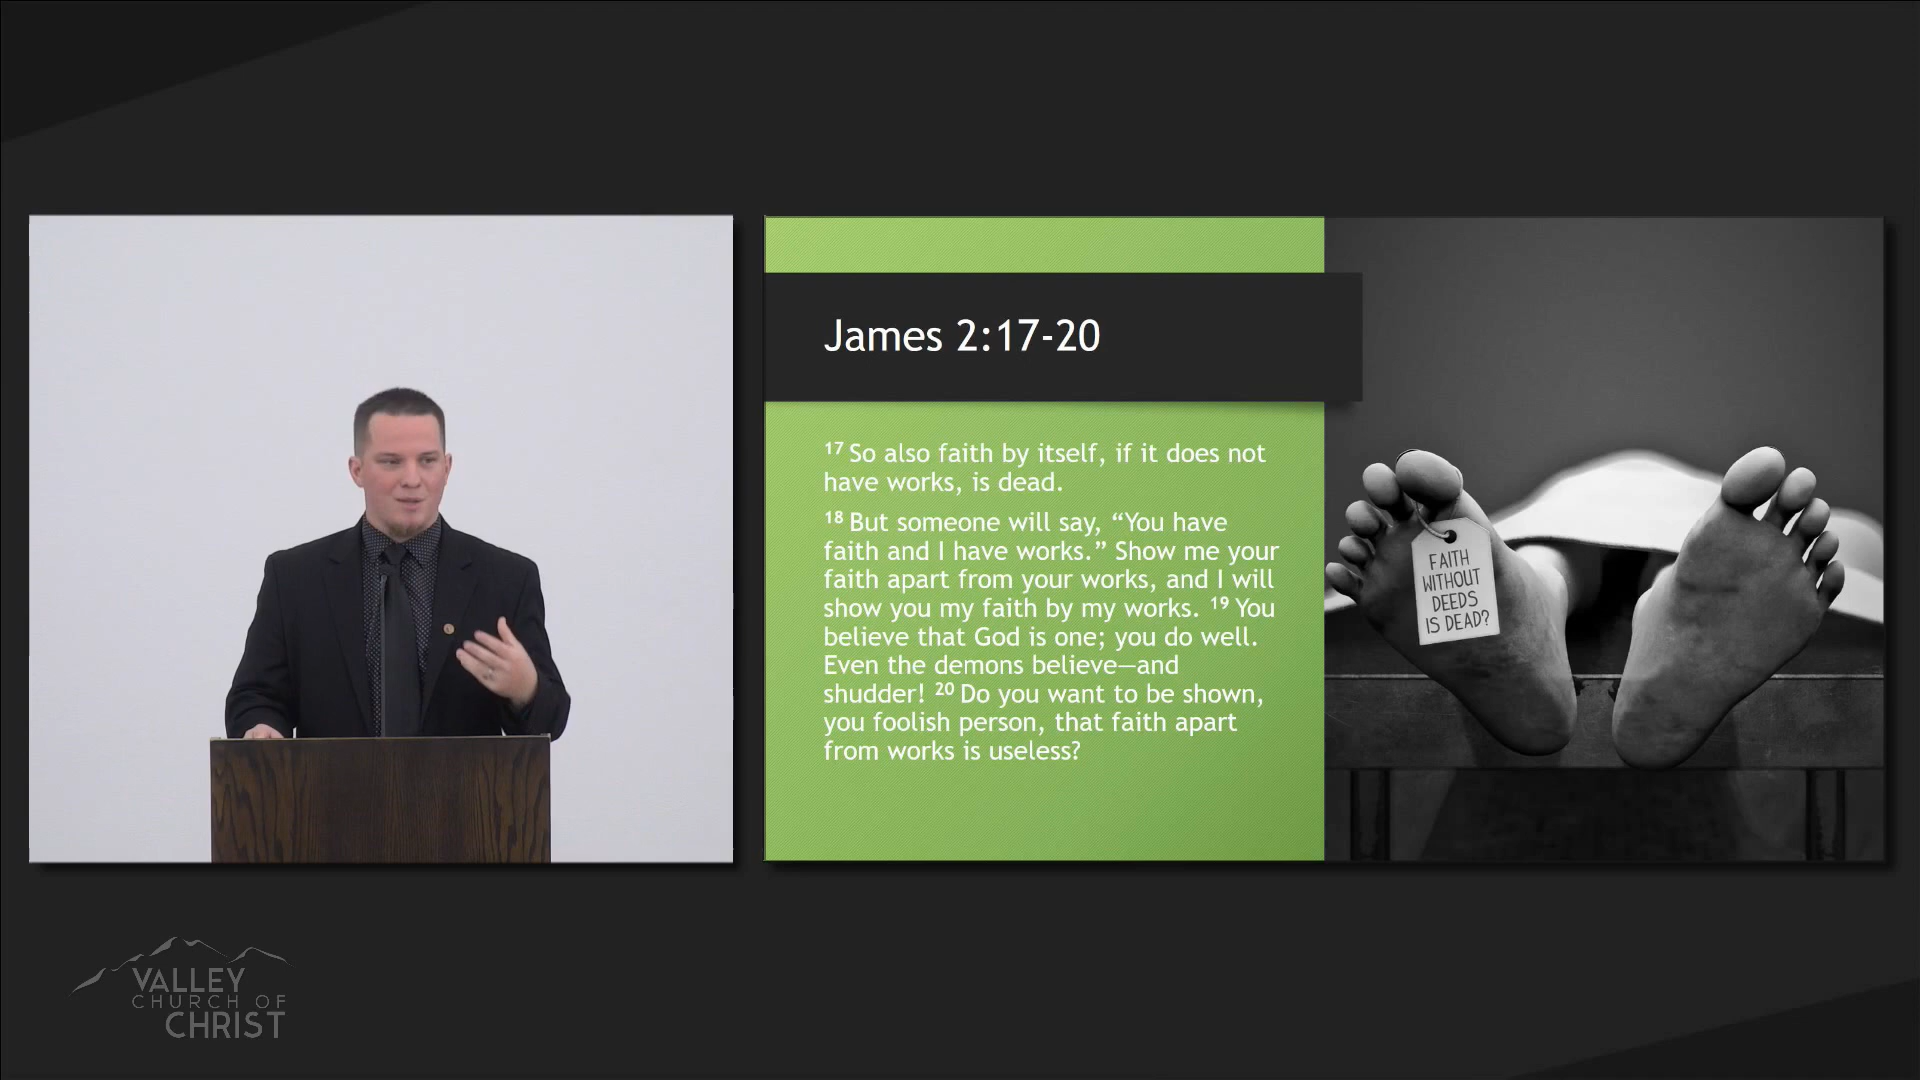 James 2:17-20
17 So also faith by itself, if it does not
have works, is dead.
18 But someone will say, “You have
faith and I have works.” Show me your
faith apart from your works, and I will
show you my faith by my works. 19 You
believe that God is one; you do well.
Even the demons believe—and
shudder! 20 Do you want to be shown,
you foolish person, that faith apart
from works is useless?
FAITH
WITHOUT
DEEDS
IS DEAD?
VALLEY
CHURCH OF
CHRIST